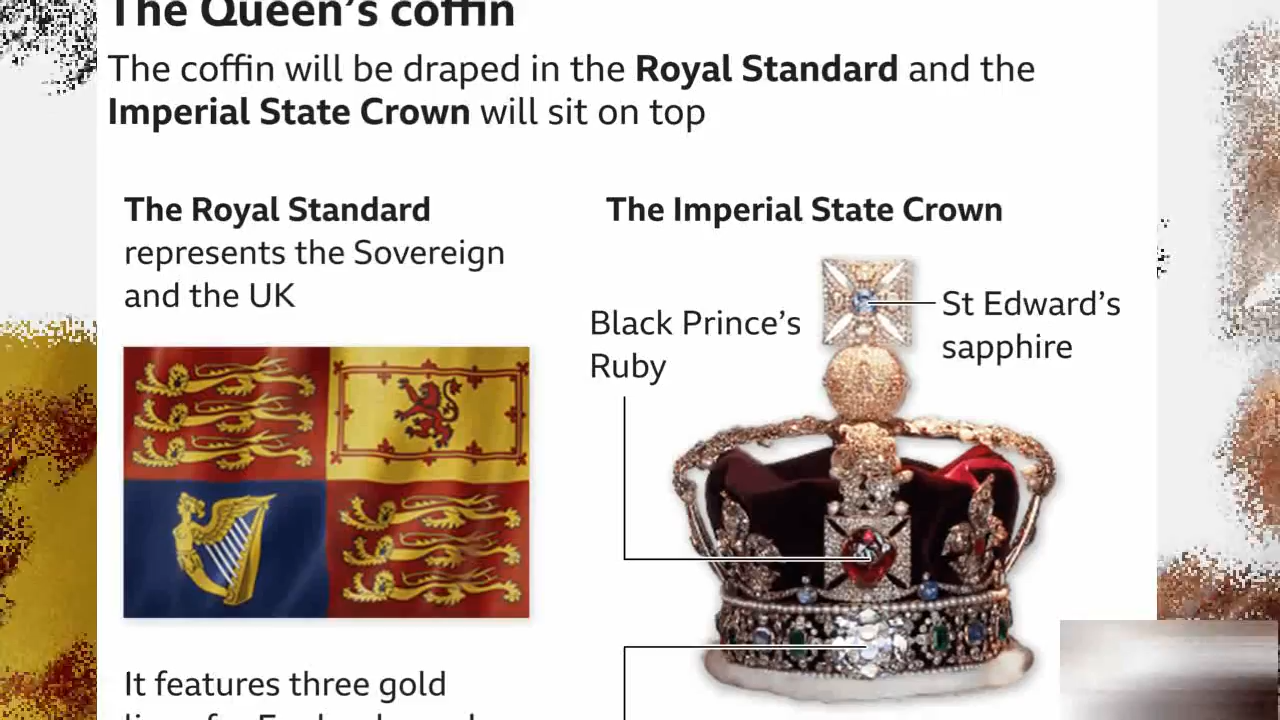 The Queen's coffin
The coffin will be draped in the Royal Standard and the
Imperial State Crown will sit on top
The Royal Standard
represents the Sovereign
and the UK
The Imperial State Crown
Black Prince's
Ruby
St Edward's
sapphire
It features three gold